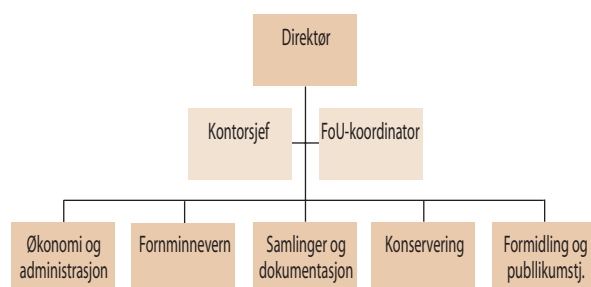 Direktør
Kontorsjef
FoU-koordinator
Økonomi og
administrasjon
Fornminnevern
Samlinger og
dokumentasjon
Konservering
Formidling og
publlikumstj.